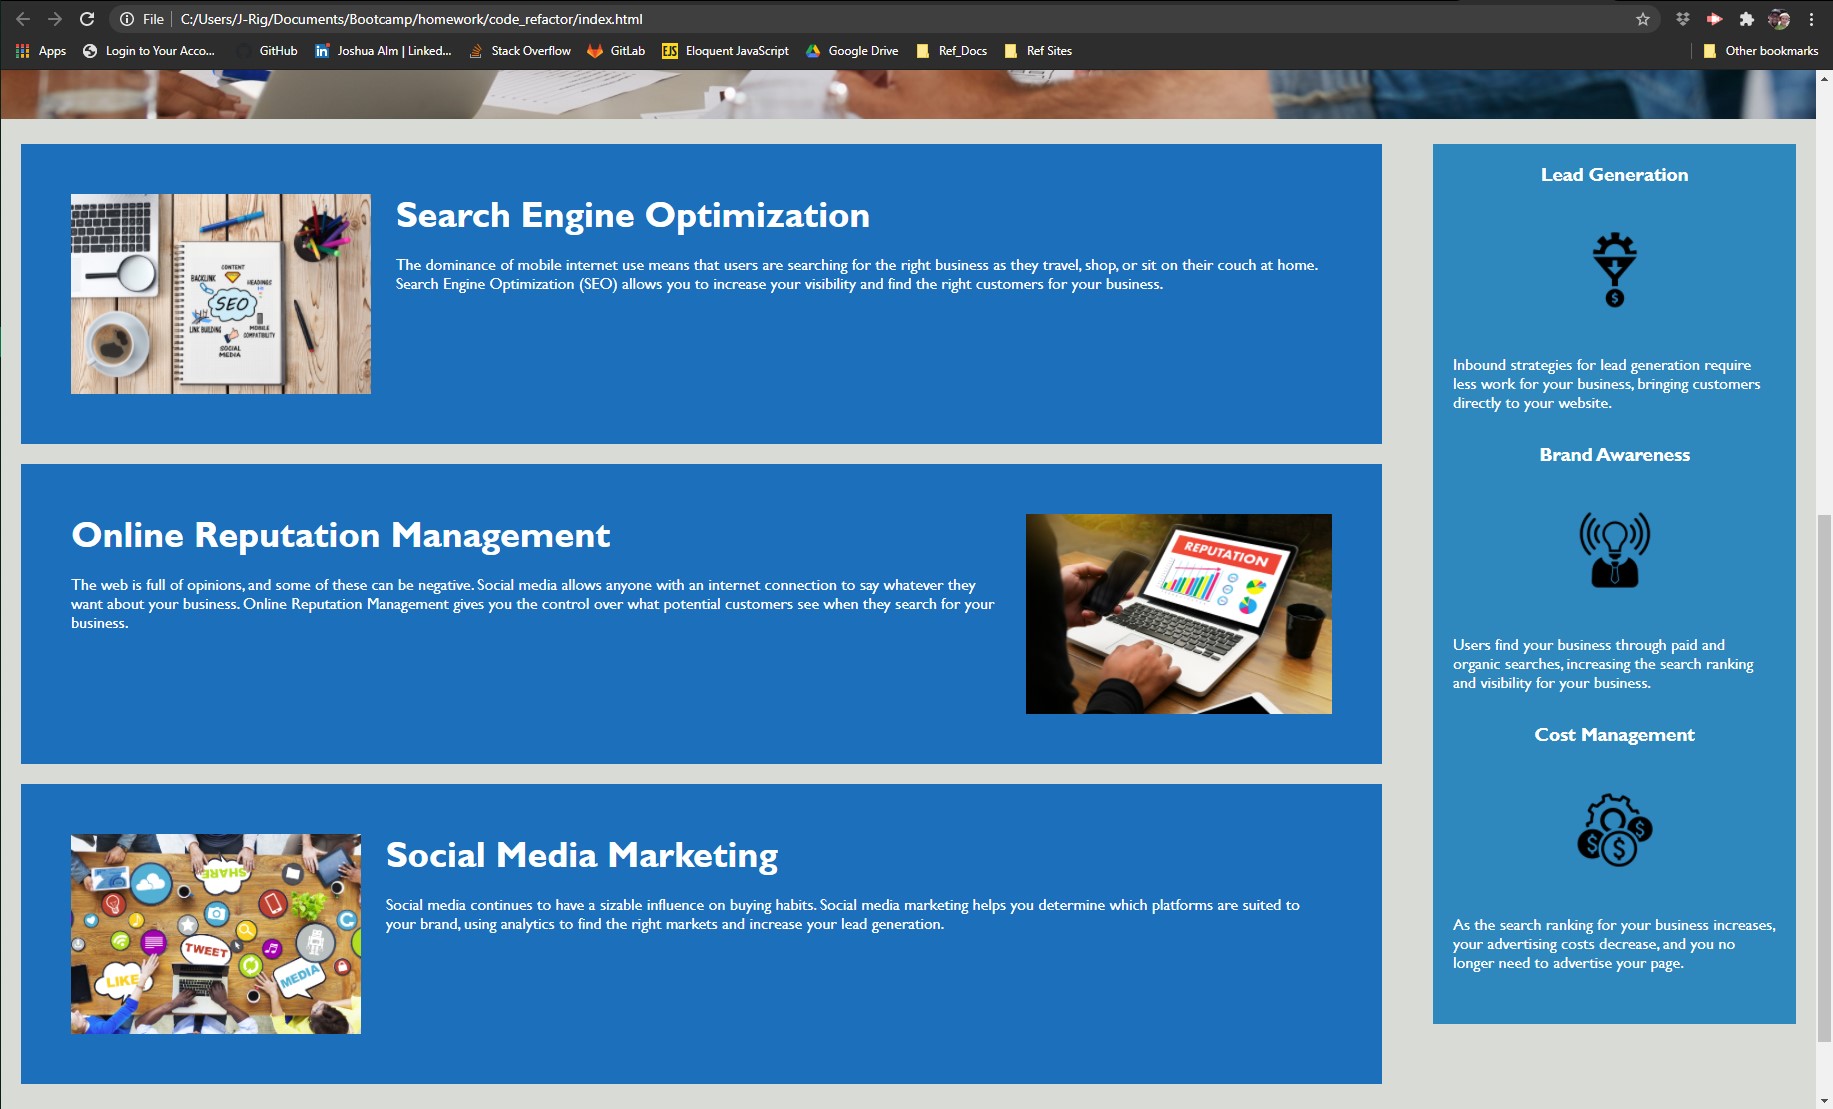 File C:/Users/J-Rig/Documents/Bootcamp/homework/code_refactor/index.html
Apps Login to Your Acco... GitHub Joshua Alm | Linked... Stack Overflow GitLab EJS Eloquent JavaScript Google Drive Ref_Docs Ref Sites Other bookmarks
Search Engine Optimization
The dominance of mobile internet use means that users are searching for the right business as they travel, shop, or sit on their couch at home.
Search Engine Optimization (SEO) allows you to increase your visibility and find the right customers for your business.
CONTENT
BACKLINK
HEADINGS
SEO
LINK BUILDING
MOBILE
COMPATIBILITY
SOCIAL
MEDIA
Online Reputation Management
The web is full of opinions, and some of these can be negative. Social media allows anyone with an internet connection to say whatever they
want about your business. Online Reputation Management gives you the control over what potential customers see when they search for your
business.
REPUTATION
Social Media Marketing
Social media continues to have a sizable influence on buying habits. Social media marketing helps you determine which platforms are suited to
your brand, using analytics to find the right markets and increase your lead generation.
SHARE
TWEET
LIKE
MEDIA
Lead Generation
$
Inbound strategies for lead generation require
less work for your business, bringing customers
directly to your website.
Brand Awareness
Users find your business through paid and
organic searches, increasing the search ranking
and visibility for your business.
Cost Management
$ $ $
As the search ranking for your business increases,
your advertising costs decrease, and you no
longer need to advertise your page.